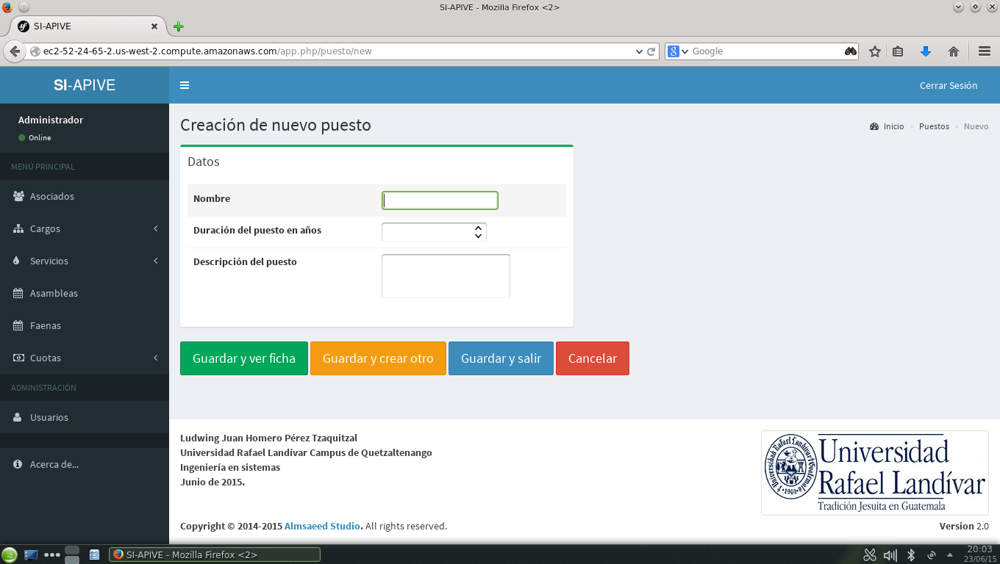 SI-APIVE - Mozilla Firefox <2>
SI-APIVE
ec2-52-24-65-2.us-west-2.compute.amazonaws.com/app.php/puesto/new
Google
SI-APIVE
Cerrar Sesión
Administrador
Online
MENÚ PRINCIPAL
Asociados
Cargos
Servicios
Asambleas
Faenas
Cuotas
ADMINISTRACIÓN
Usuarios
Acerca de...
Creación de nuevo puesto
Inicio > Puestos > Nuevo
Datos
Nombre
Duración del puesto en años
Descripción del puesto
Guardar y ver ficha
Guardar y crear otro
Guardar y salir
Cancelar
Ludwing Juan Homero Pérez Tzaquitzal
Universidad Rafael Landívar Campus de Quetzaltenango
Ingeniería en sistemas
Junio de 2015.
Universidad
Rafael Landívar
Tradición Jesuita en Guatemala
Copyright © 2014-2015 Almsaeed Studio. All rights reserved.
Version 2.0
SI-APIVE - Mozilla Firefox <2>
20:03
23/06/15